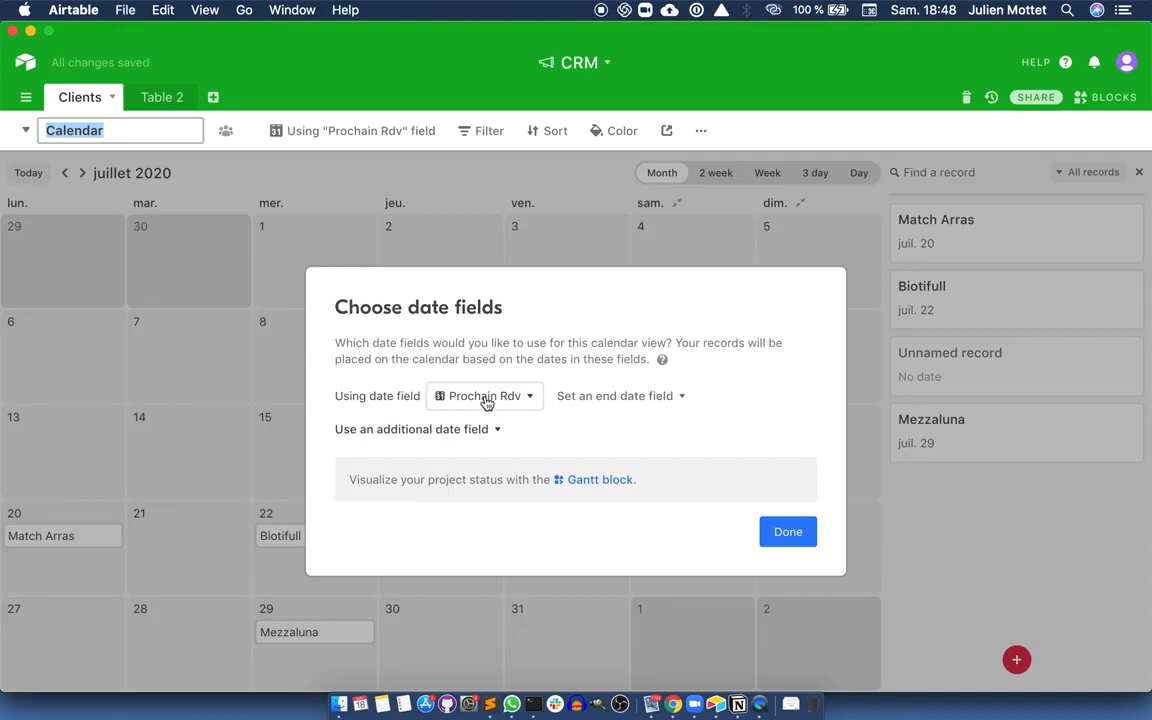 Airtable File Edit View Go Window Help 100 % Sam. 18:48 Julien Mottet
All changes saved CRM HELP
Clients Table 2 SHARE BLOCKS
Calendar Using "Prochain Rdv" field Filter Sort Color
Today juillet 2020 Month 2 week Week 3 day Day Find a record All records
lun. mar. mer. jeu. ven. sam. dim.
29 30 1 2 3 4 5
Match Arras
juil. 20
Biotifull
juil. 22
Unnamed record
No date
Mezzaluna
juil. 29
Choose date fields
Which date fields would you like to use for this calendar view? Your records will be
placed on the calendar based on the dates in these fields.
Using date field Prochain Rdv Set an end date field
Use an additional date field
Visualize your project status with the Gantt block.
Done
6 7 8
13 14 15
20 21 22
Match Arras Biotifull
27 28 29 30 31 1 2
Mezzaluna